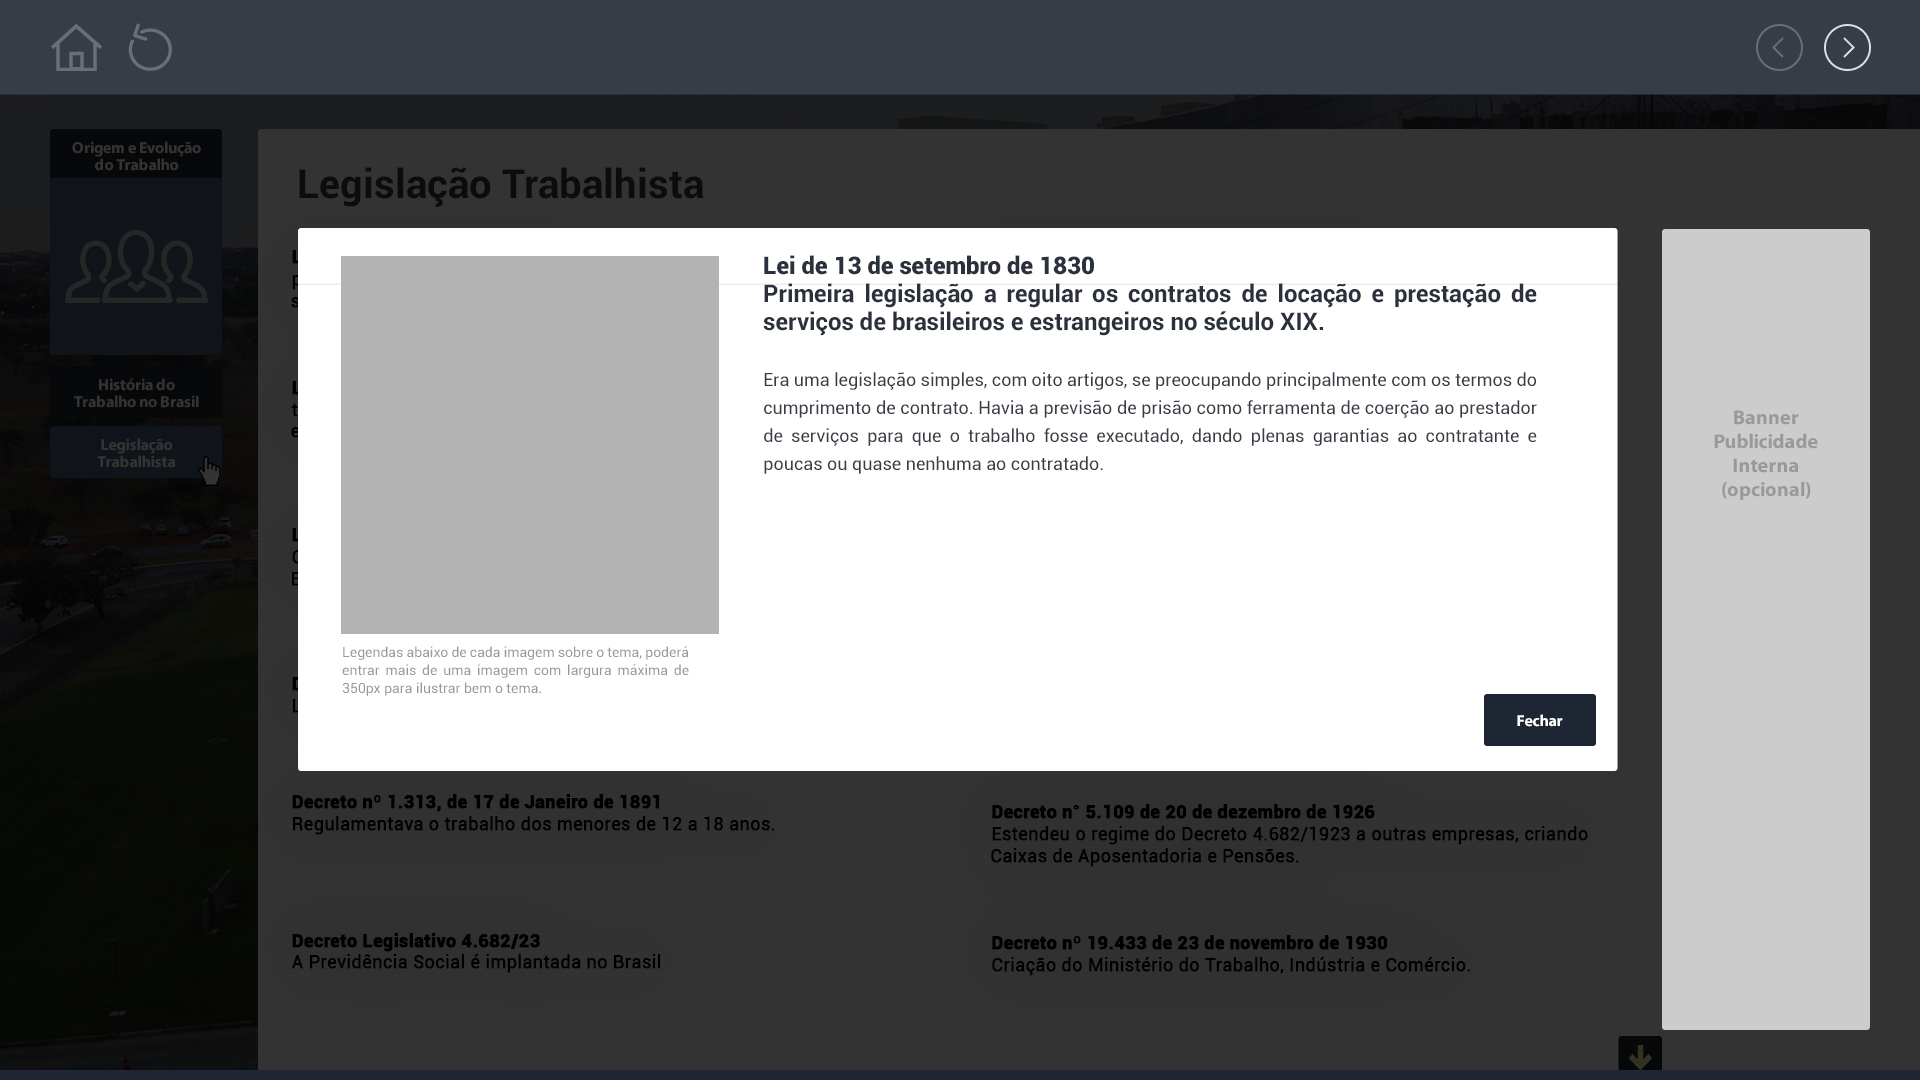 Origem e Evolução
do Trabalho
História do
Trabalho no Brasil
Legislação
Trabalhista
Legislação Trabalhista
Lei de 13 de setembro de 1830
Primeira legislação a regular os contratos de locação e prestação de
serviços de brasileiros e estrangeiros no século XIX.
Era uma legislação simples, com oito artigos, se preocupando principalmente com os termos do
cumprimento de contrato. Havia a previsão de prisão como ferramenta de coerção ao prestador
de serviços para que o trabalho fosse executado, dando plenas garantias ao contratante e
poucas ou quase nenhuma ao contratado.
Legendas abaixo de cada imagem sobre o tema, poderá
entrar mais de uma imagem com largura máxima de
350px para ilustrar bem o tema.
Fechar
Decreto nº 1.313, de 17 de Janeiro de 1891
Regulamentava o trabalho dos menores de 12 a 18 anos.
Decreto Legislativo 4.682/23
A Previdência Social é implantada no Brasil
Decreto n° 5.109 de 20 de dezembro de 1926
Estendeu o regime do Decreto 4.682/1923 a outras empresas, criando
Caixas de Aposentadoria e Pensões.
Decreto nº 19.433 de 23 de novembro de 1930
Criação do Ministério do Trabalho, Indústria e Comércio.
Banner
Publicidade
Interna
(opcional)